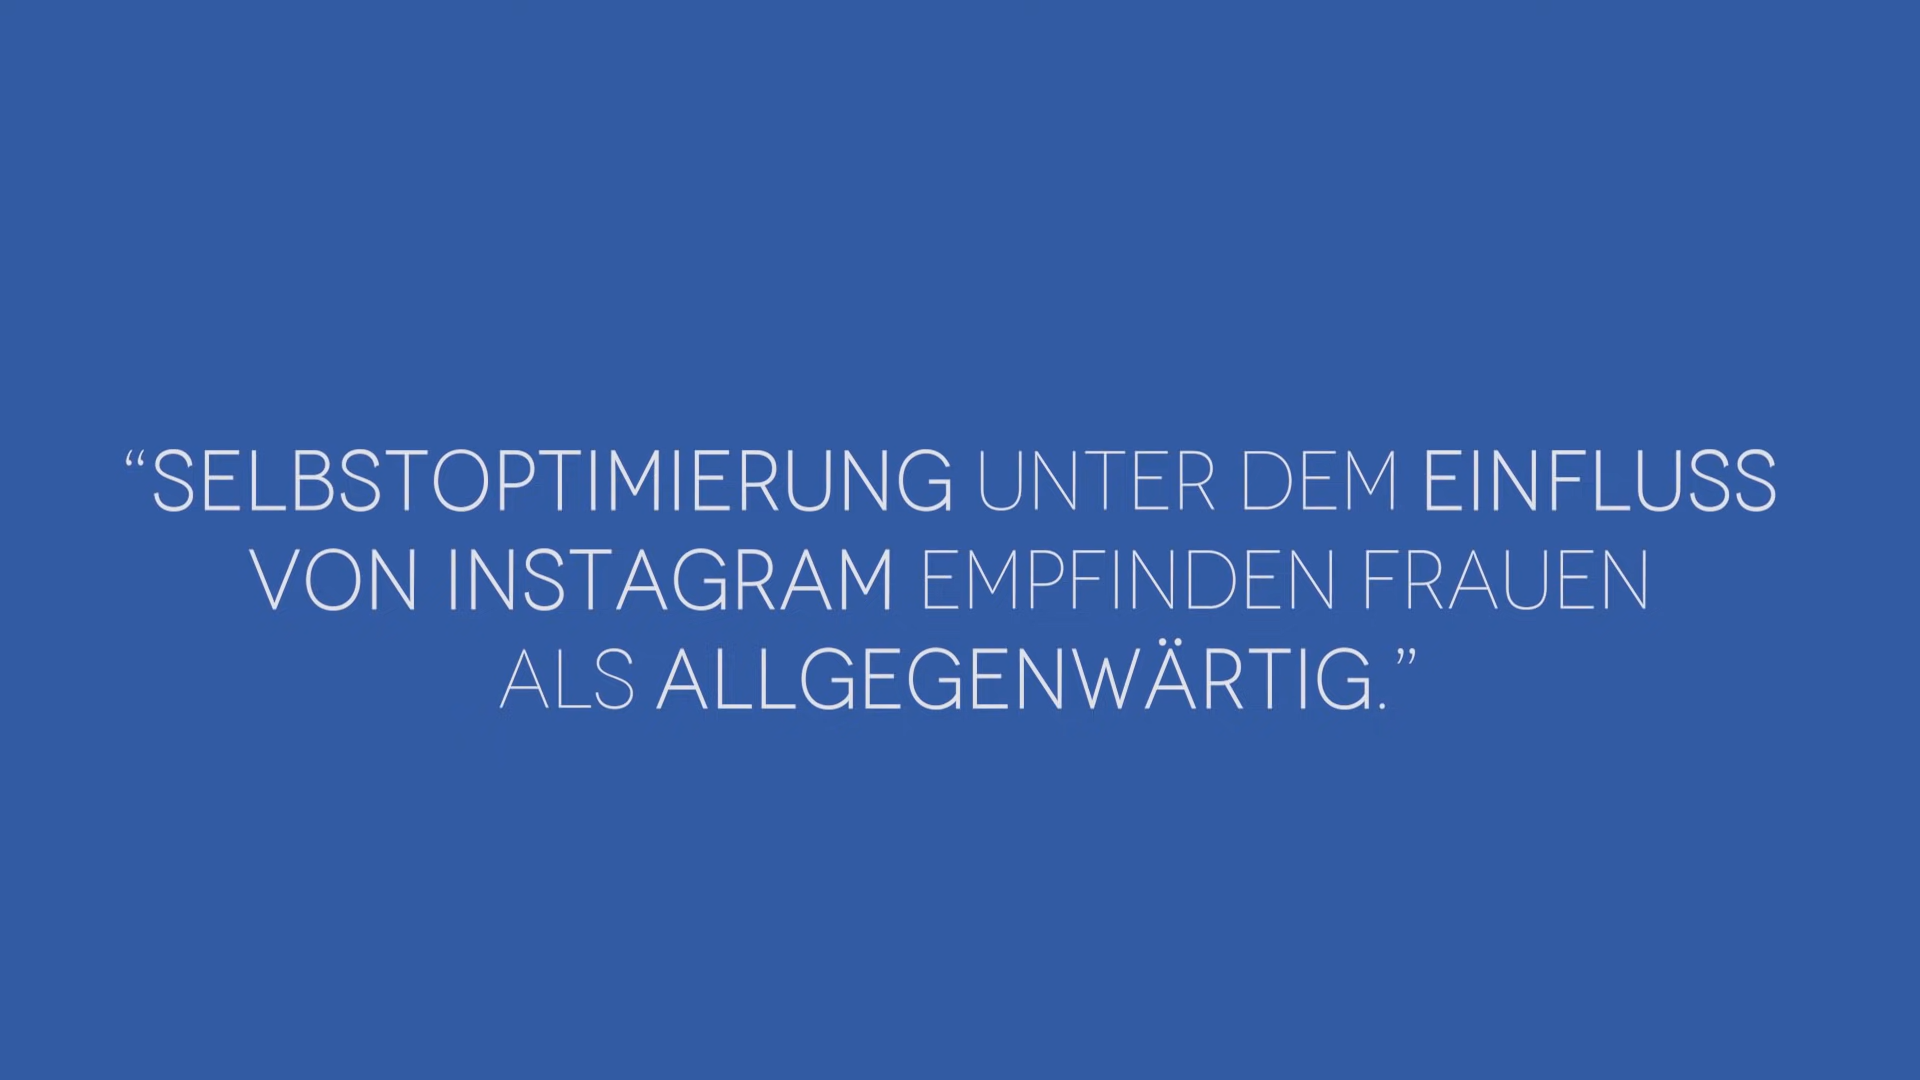 “SELBSTOPTIMIERUNG UNTER DEM EINFLUSS
VON INSTAGRAM EMPFINDEN FRAUEN
ALS ALLGEGENWÄRTIG.”